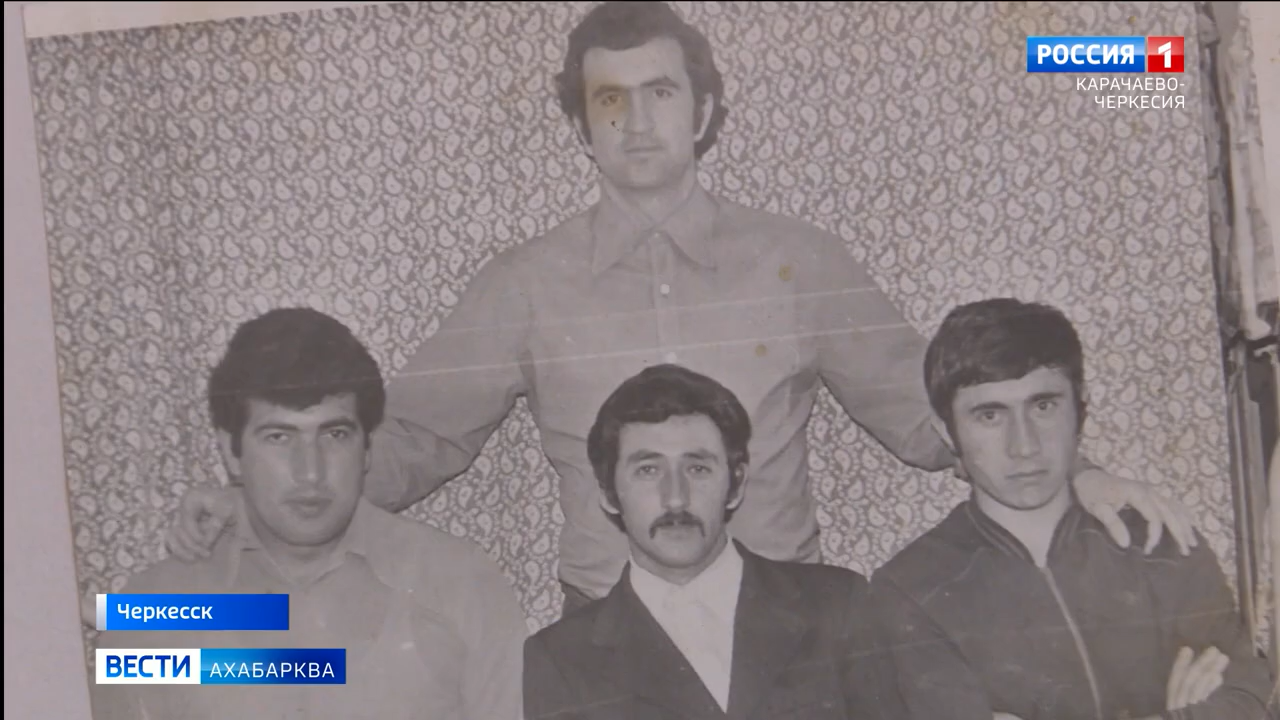 РОССИЯ 1
КАРАЧАЕВО-
ЧЕРКЕСИЯ
Черкесск
ВЕСТИ АХАБАРКВА